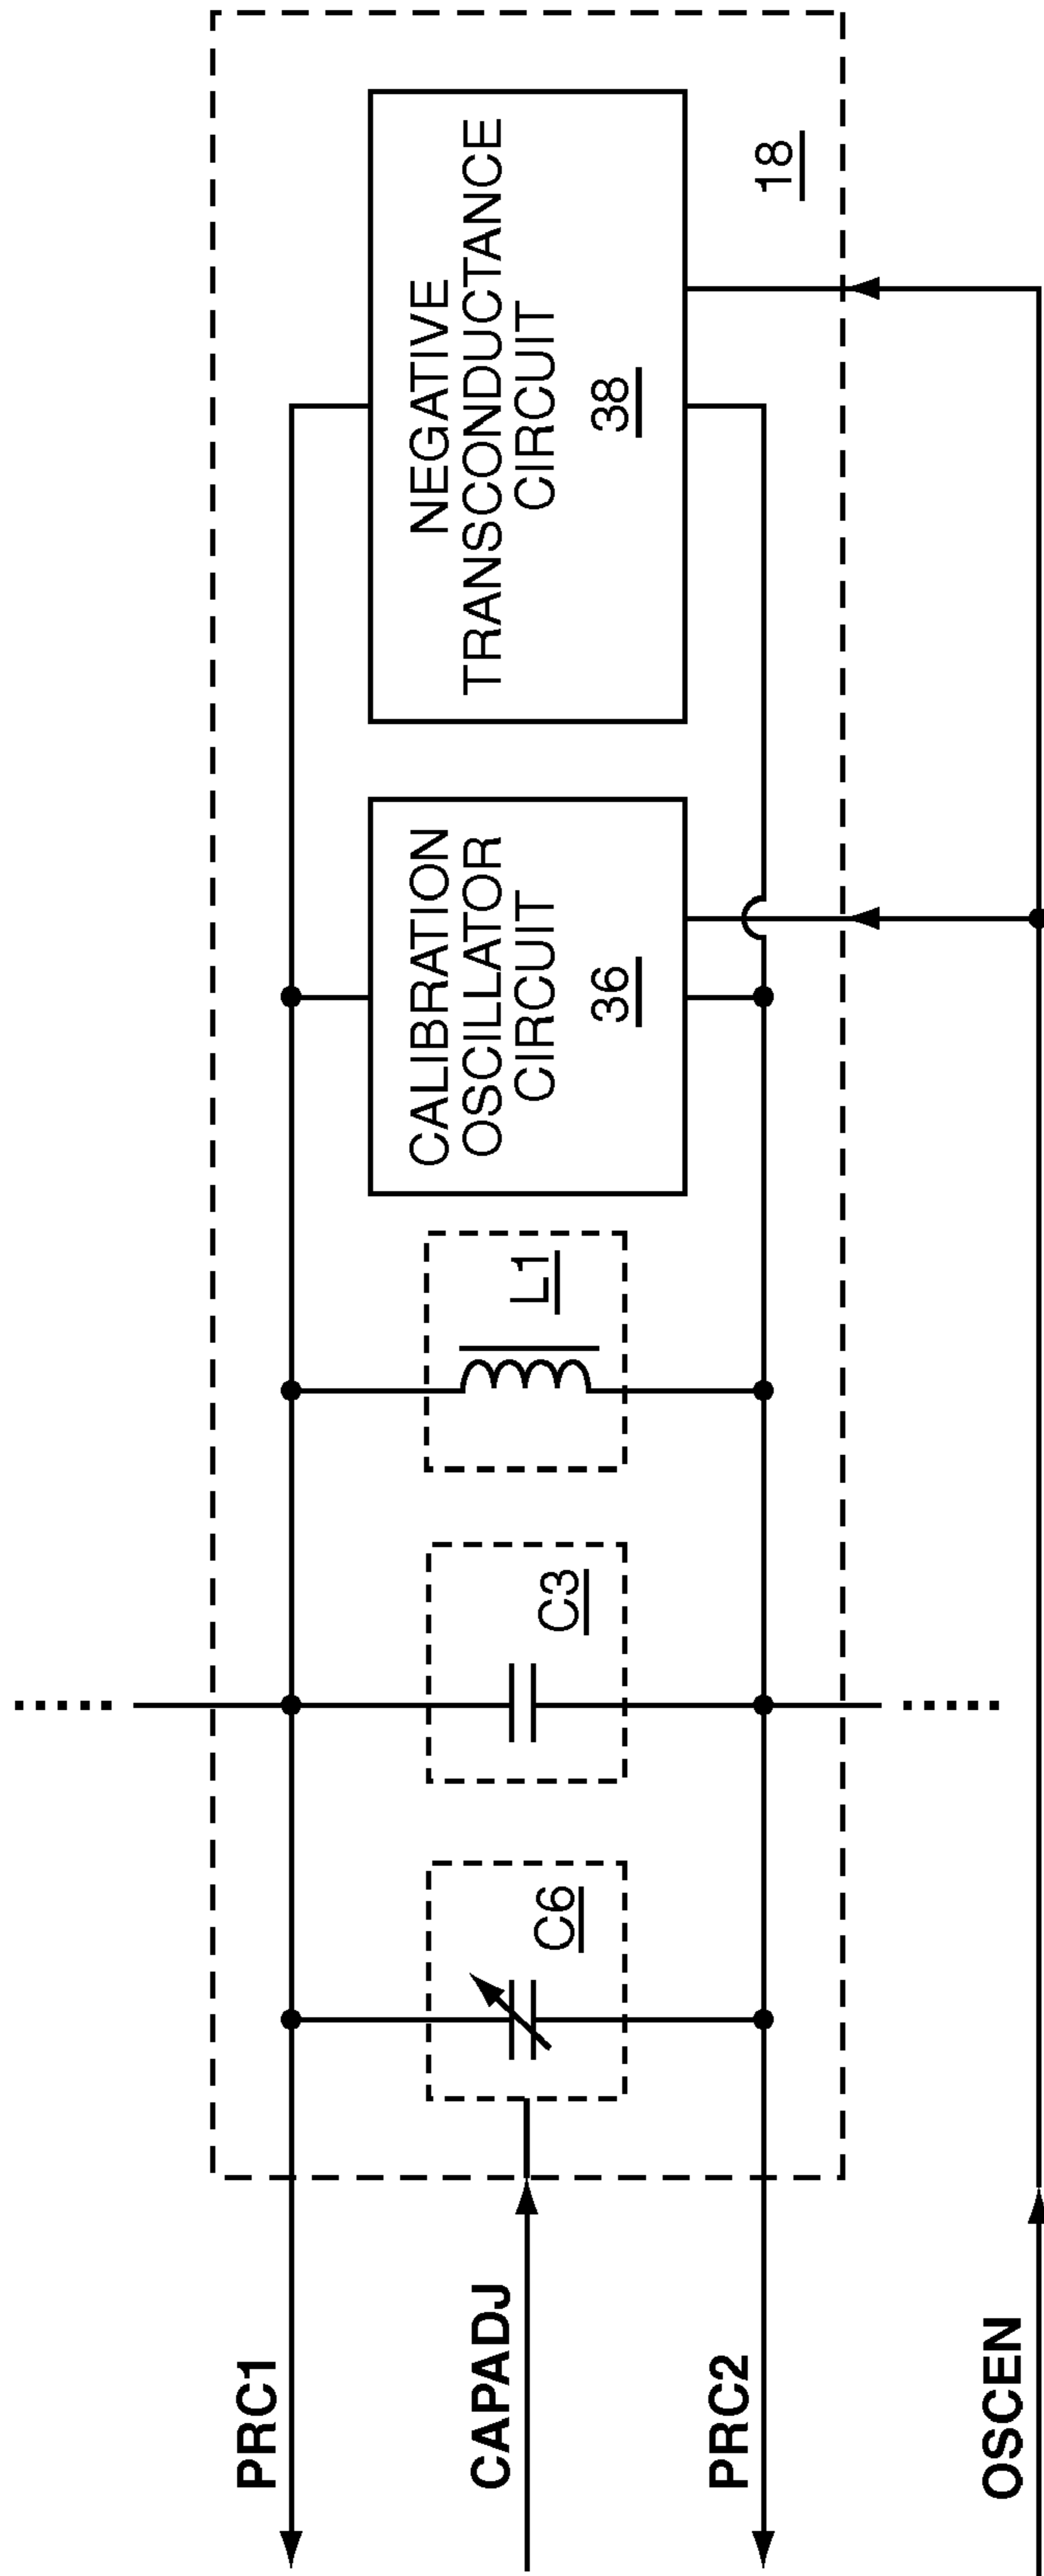 PRC1
CAPADJ
PRC2
OSCEN
C6
C3
L1
CALIBRATION
OSCILLATOR
CIRCUIT
36
NEGATIVE
TRANSCONDUCTANCE
CIRCUIT
38
18